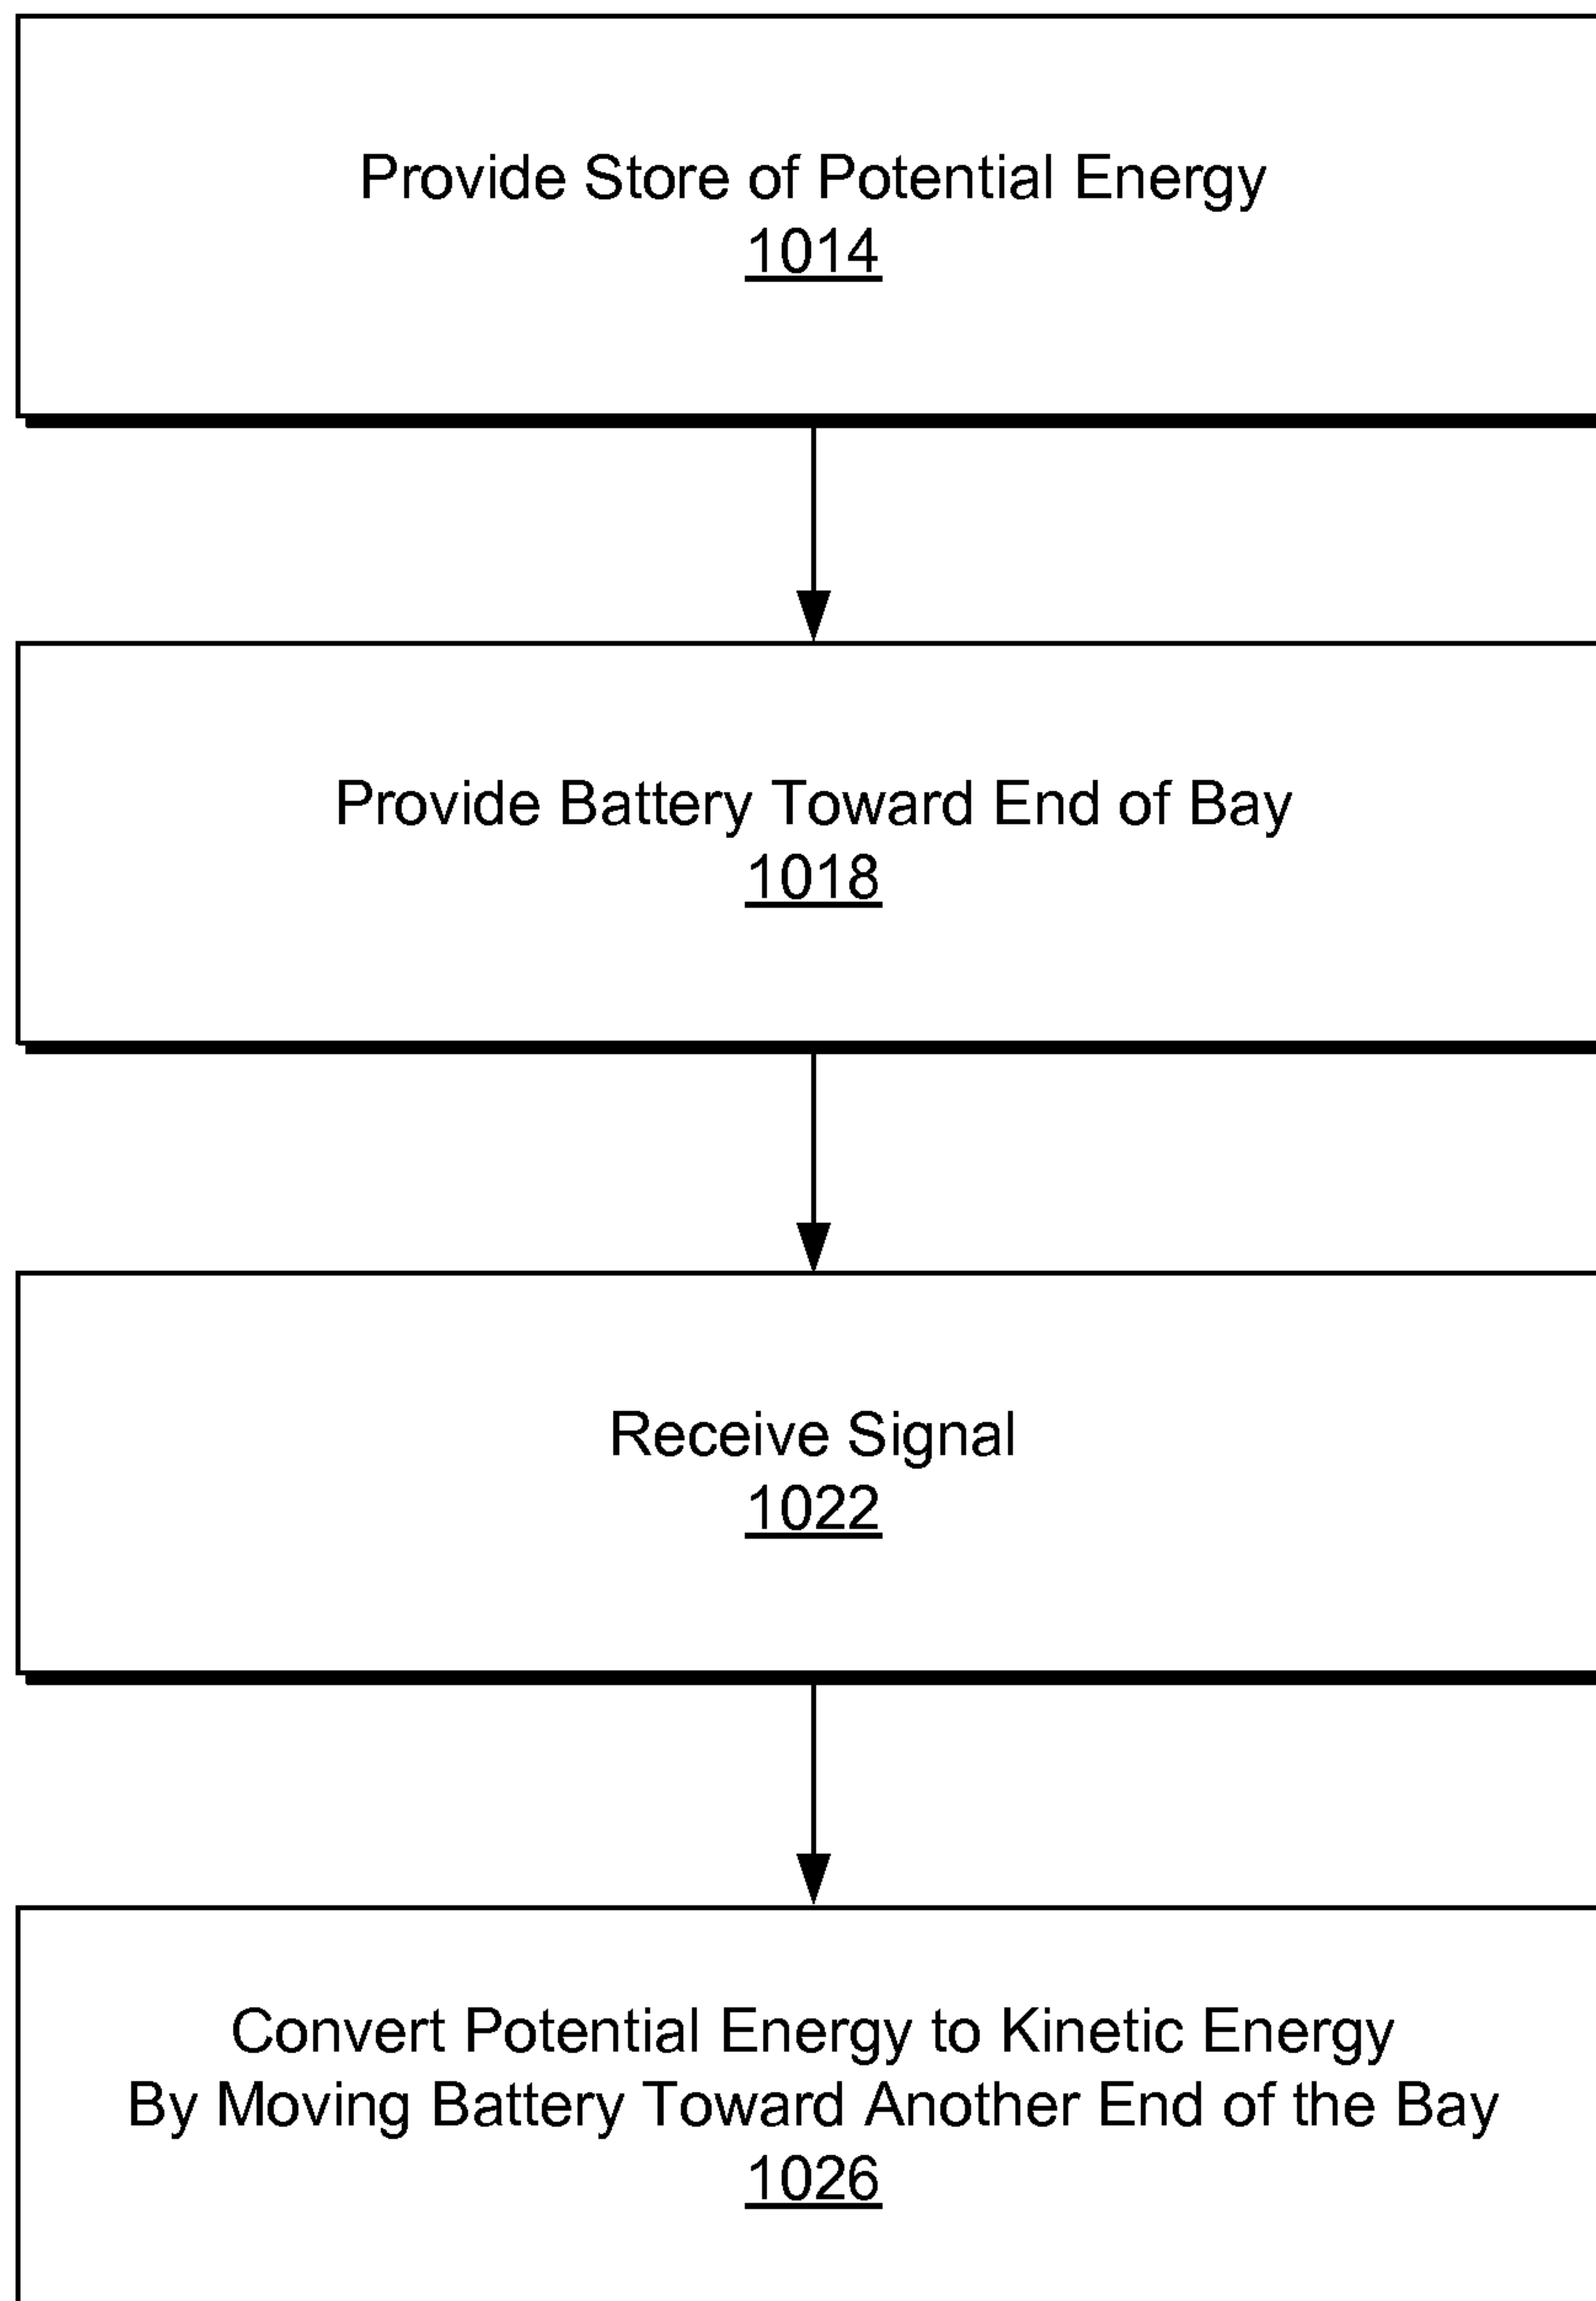 Provide Store of Potential Energy
1014
Provide Battery Toward End of Bay
1018
Receive Signal
1022
Convert Potential Energy to Kinetic Energy
By Moving Battery Toward Another End of the Bay
1026